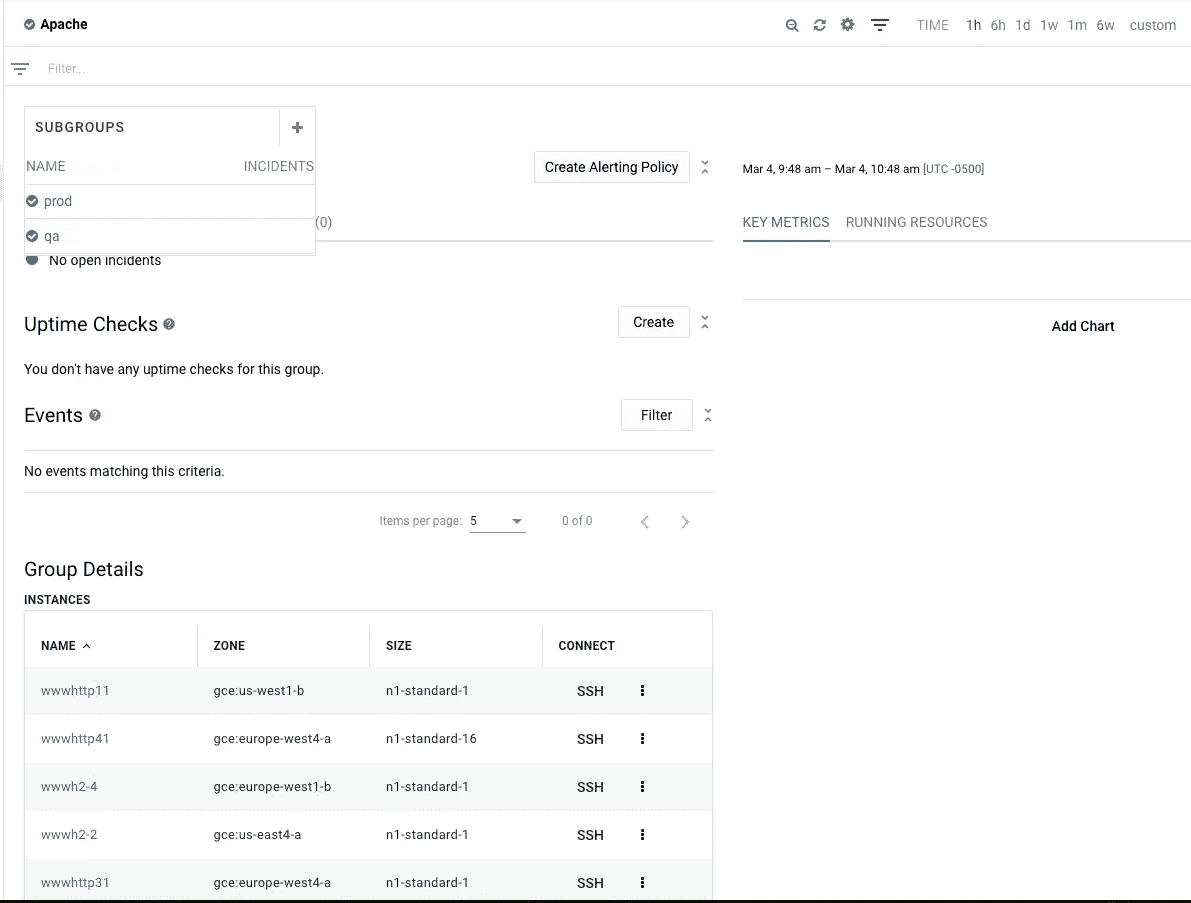 Apache
TIME 1h 6h 1d 1w 1m 6w custom
Filter...
SUBGROUPS
NAME INCIDENTS
prod
qa
Create Alerting Policy
(0)
No open incidents
Mar 4, 9:48 am – Mar 4, 10:48 am [UTC -0500]
KEY METRICS RUNNING RESOURCES
Add Chart
Uptime Checks
Create
You don't have any uptime checks for this group.
Events
Filter
No events matching this criteria.
Items per page: 5 0 of 0
Group Details
INSTANCES
NAME ZONE SIZE CONNECT
wwwhttp11 gce:us-west1-b n1-standard-1 SSH
wwwhttp41 gce:europe-west4-a n1-standard-16 SSH
wwwh2-4 gce:europe-west1-b n1-standard-1 SSH
wwwh2-2 gce:us-east4-a n1-standard-1 SSH
wwwhttp31 gce:europe-west4-a n1-standard-1 SSH